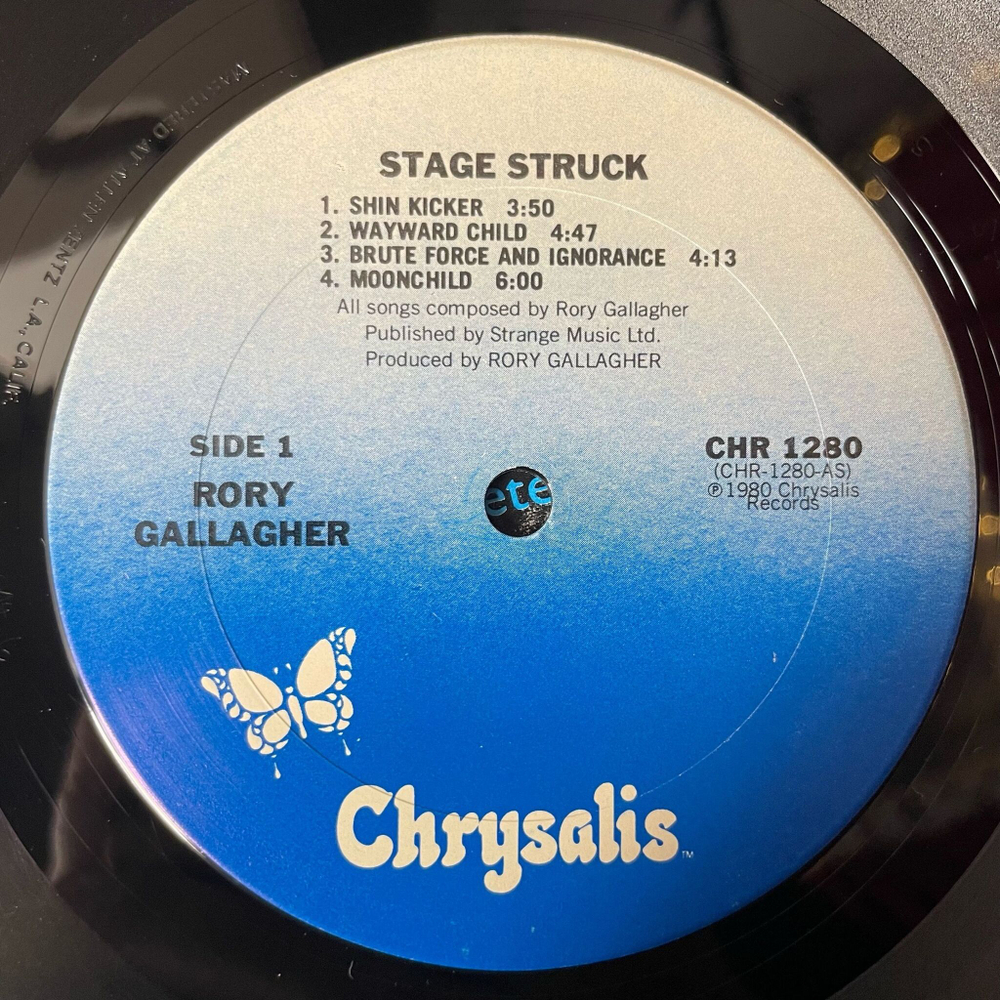 STAGE STRUCK
1. SHIN KICKER 3:50
2. WAYWARD CHILD 4:47
3. BRUTE FORCE AND IGNORANCE 4:13
4. MOONCHILD 6:00
All songs composed by Rory Gallagher
Published by Strange Music Ltd.
Produced by RORY GALLAGHER
SIDE 1
RORY
GALLAGHER
CHR 1280
(CHR-1280-AS)
℗ 1980 Chrysalis
Records
ete
Chrysalis
TM
MASTERED AT ALLEN ZENTZ L.A., CALIF.